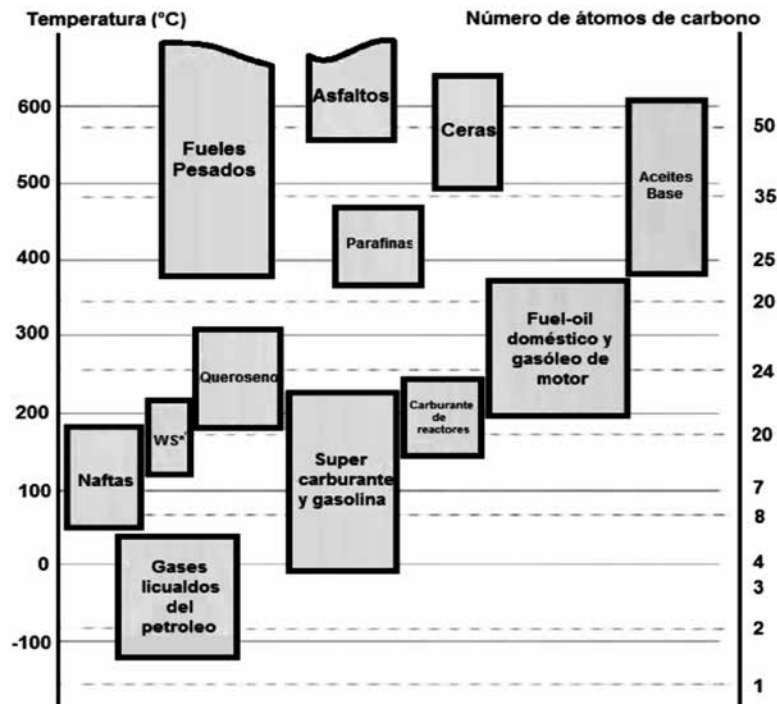 Temperatura (°C)
Número de átomos de carbono
600
500
400
300
200
100
0
-100
Fueles
Pesados
Asfaltos
Ceras
Aceites
Base
Parafinas
Fuel-oil
doméstico y
gasóleo de
motor
Queroseno
Carburante
de
reactores
WS*
Super
carburante
y gasolina
Naftas
Gases
licualdos
del
petroleo
50
35
25
20
24
20
7
8
4
3
2
1